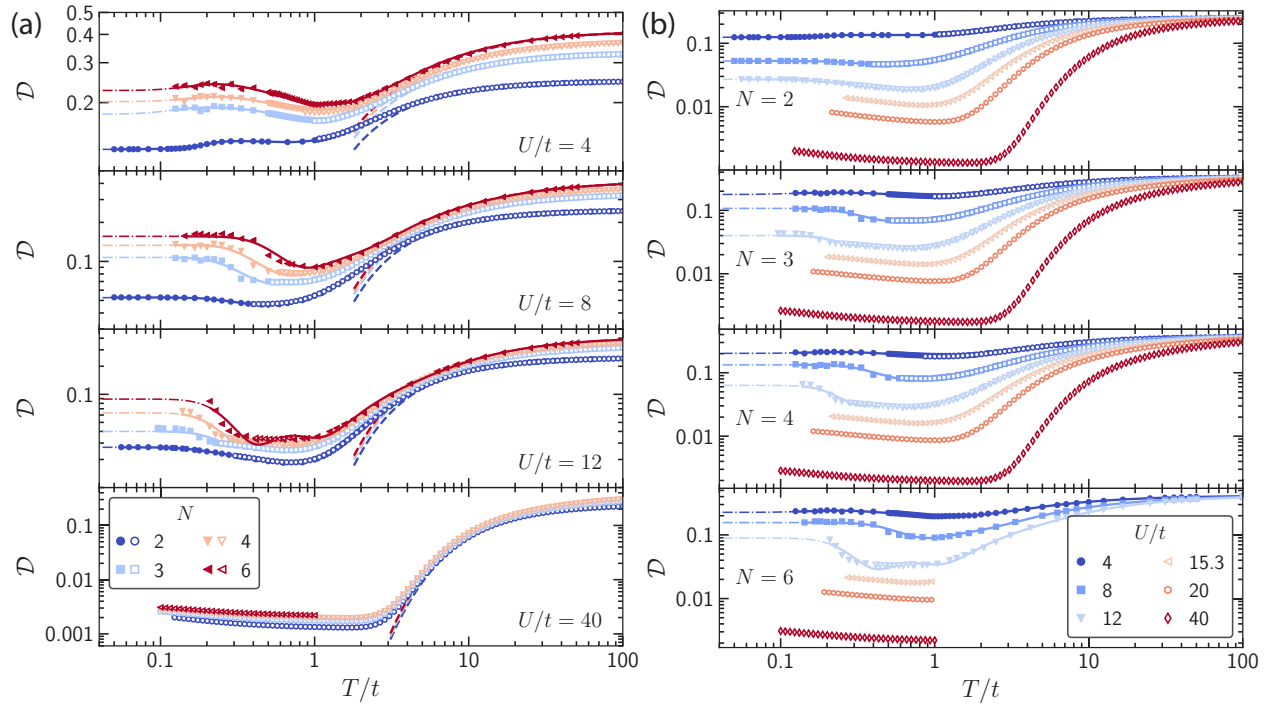 (a)
0.5
0.4
0.3
0.2
D
U/t = 4
0.1
D
U/t = 8
0.1
D
U/t = 12
0.1
0.01
0.001
D
N
2
4
3
6
U/t = 40
0.1
1
10
100
T/t
(b)
0.1
0.01
D
N = 2
0.1
0.01
D
N = 3
0.1
0.01
D
N = 4
0.1
0.01
D
N = 6
U/t
4
15.3
8
20
12
40
0.1
1
10
100
T/t